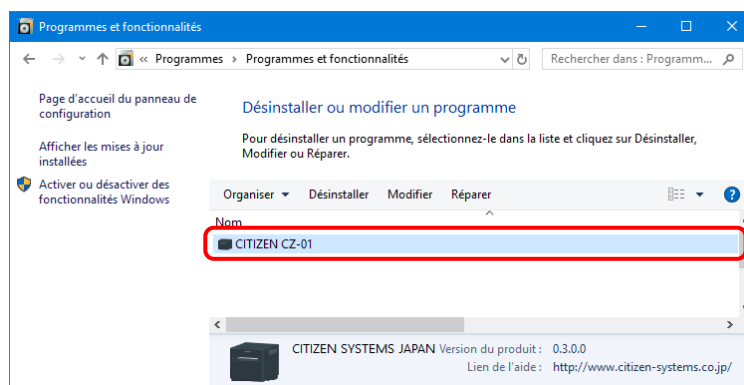 Programmes et fonctionnalités
« Programmes > Programmes et fonctionnalités
Rechercher dans : Programm...
Page d'accueil du panneau de
configuration
Afficher les mises à jour
installées
Activer ou désactiver des
fonctionnalités Windows
Désinstaller ou modifier un programme
Pour désinstaller un programme, sélectionnez-le dans la liste et cliquez sur Désinstaller,
Modifier ou Réparer.
Organiser Désinstaller Modifier Réparer
Nom
CITIZEN CZ-01
CITIZEN SYSTEMS JAPAN Version du produit : 0.3.0.0
Lien de l'aide : http://www.citizen-systems.co.jp/